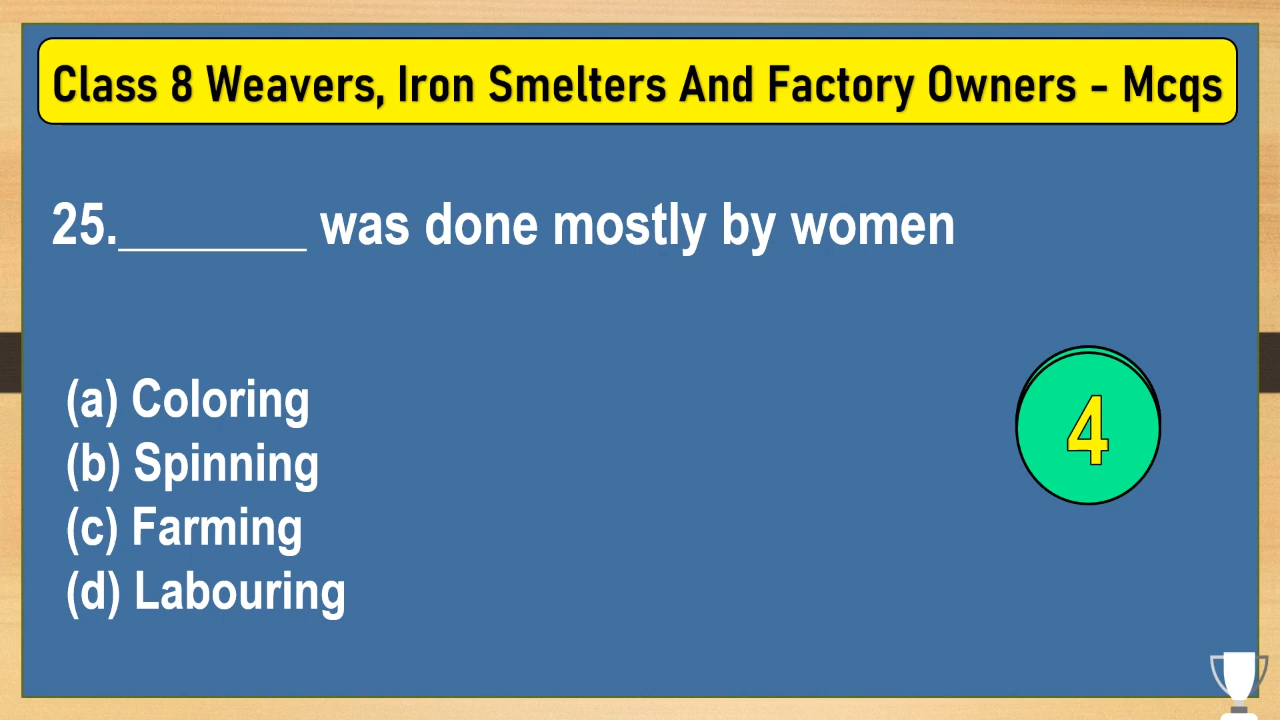 Class 8 Weavers, Iron Smelters And Factory Owners - Mcqs
25._______ was done mostly by women
(a) Coloring
(b) Spinning
(c) Farming
(d) Labouring
4